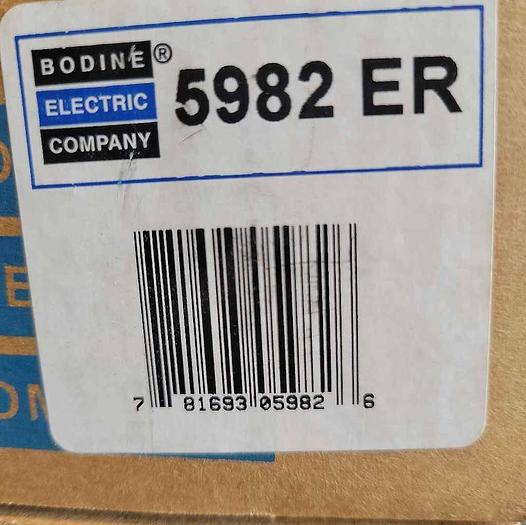 BODINE®
ELECTRIC
COMPANY
5982 ER
7 81693 05982 6